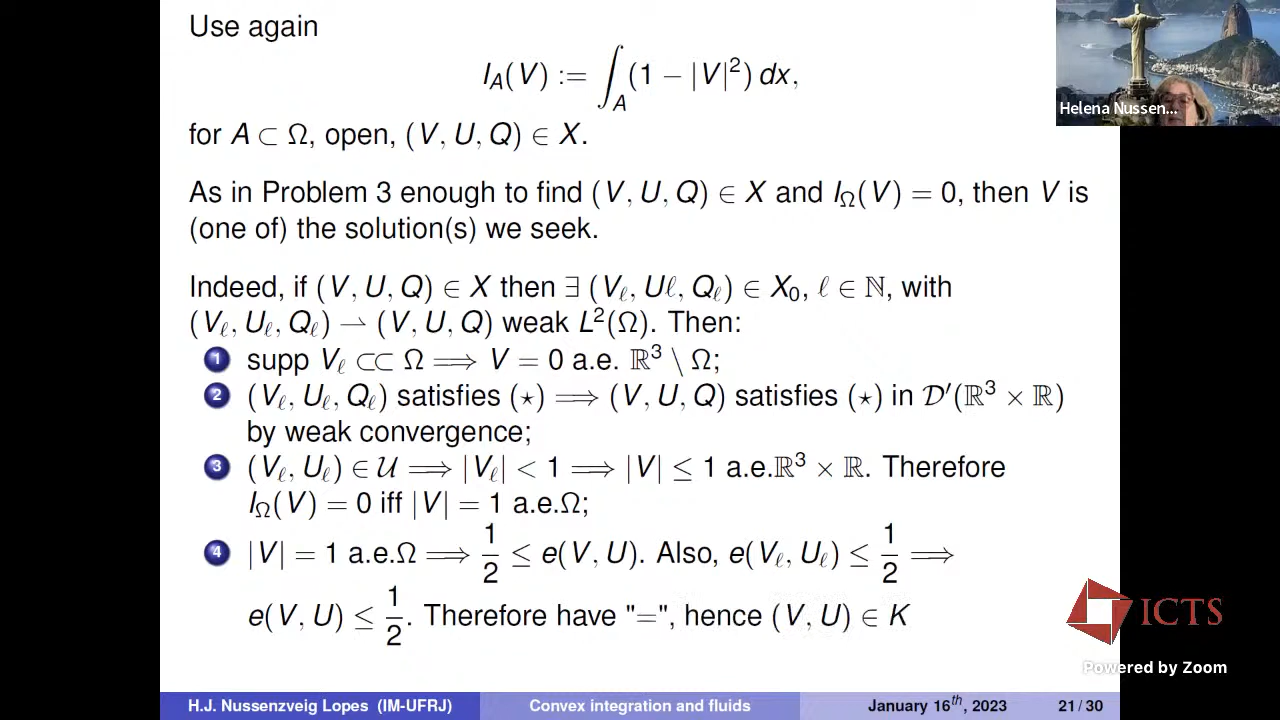 Use again
I_A(V) := ∫_A (1 − |V|²) dx,
for A ⊂ Ω, open, (V, U, Q) ∈ X.
As in Problem 3 enough to find (V, U, Q) ∈ X and I_Ω(V) = 0, then V is
(one of) the solution(s) we seek.
Indeed, if (V, U, Q) ∈ X then ∃ (V_ℓ, Uℓ, Q_ℓ) ∈ X₀, ℓ ∈ ℕ, with
(V_ℓ, U_ℓ, Q_ℓ) ⇀ (V, U, Q) weak L²(Ω). Then:
1 supp V_ℓ ⊂⊂ Ω ⟹ V = 0 a.e. ℝ³ \ Ω;
2 (V_ℓ, U_ℓ, Q_ℓ) satisfies (⋆) ⟹ (V, U, Q) satisfies (⋆) in 𝒟′(ℝ³ × ℝ)
by weak convergence;
3 (V_ℓ, U_ℓ) ∈ 𝒰 ⟹ |V_ℓ| < 1 ⟹ |V| ≤ 1 a.e.ℝ³ × ℝ. Therefore
I_Ω(V) = 0 iff |V| = 1 a.e.Ω;
4 |V| = 1 a.e.Ω ⟹ 1/2 ≤ e(V, U). Also, e(V_ℓ, U_ℓ) ≤ 1/2 ⟹
e(V, U) ≤ 1/2. Therefore have "=", hence (V, U) ∈ K
H.J. Nussenzveig Lopes (IM-UFRJ) Convex integration and fluids January 16th, 2023 21 / 30
Helena Nussen...
ICTS
Powered by Zoom